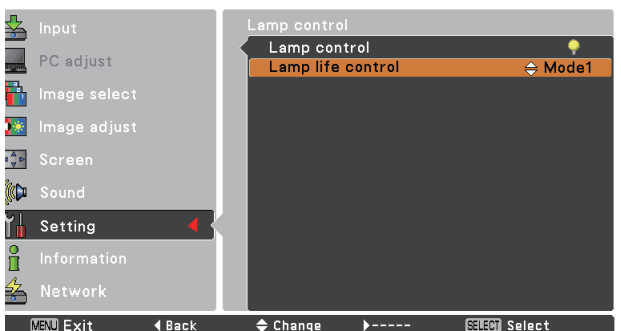 Input
PC adjust
Image select
Image adjust
Screen
Sound
Setting
Information
Network
Lamp control
Lamp control
Lamp life control Mode1
MENU Exit Back Change ----- SELECT Select